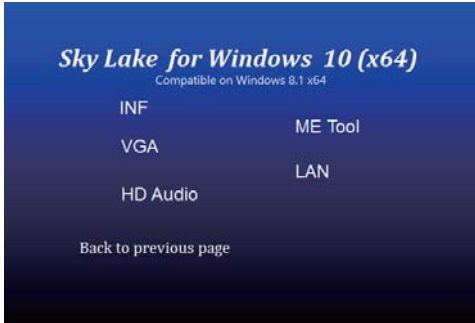 Sky Lake for Windows 10 (x64)
Compatible on Windows 8.1 x64
INF
VGA
HD Audio
ME Tool
LAN
Back to previous page